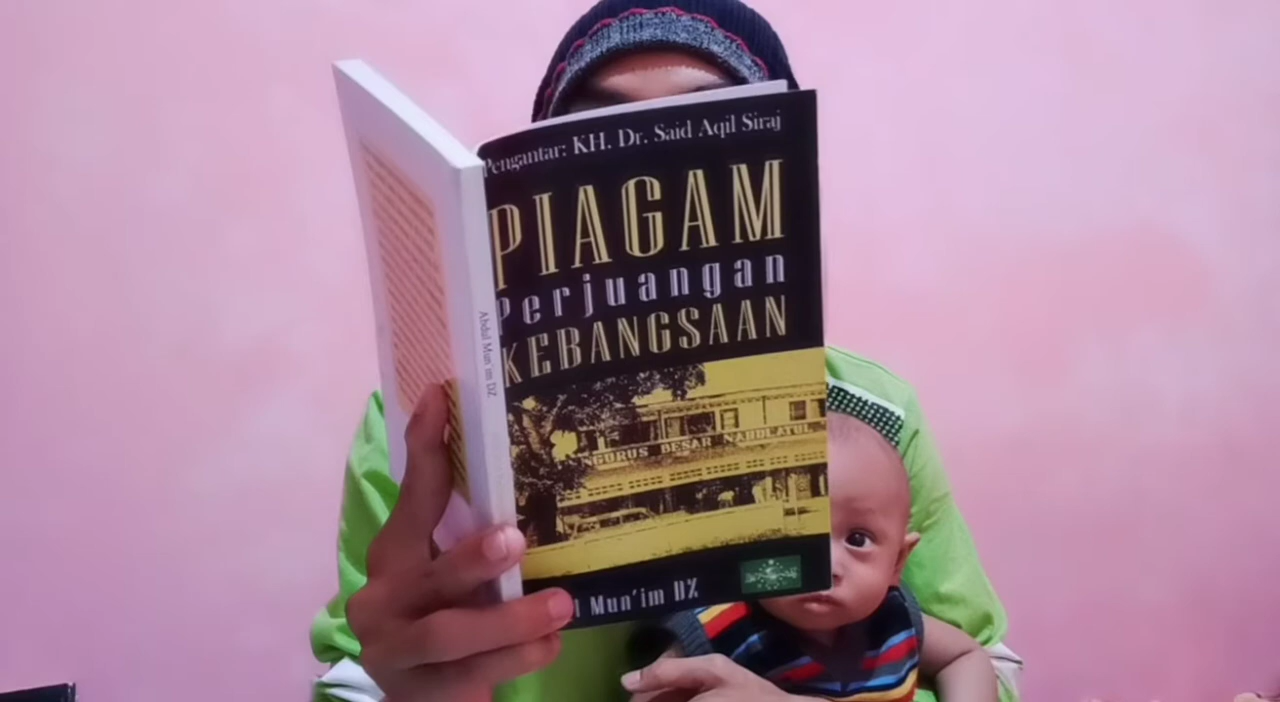 Pengantar: KH. Dr. Said Aqil Siraj
PIAGAM
Perjuangan
KEBANGSAAN
NGURUS BESAR NAHDLATUL
Mun'im DZ
Abdul Mun'im DZ